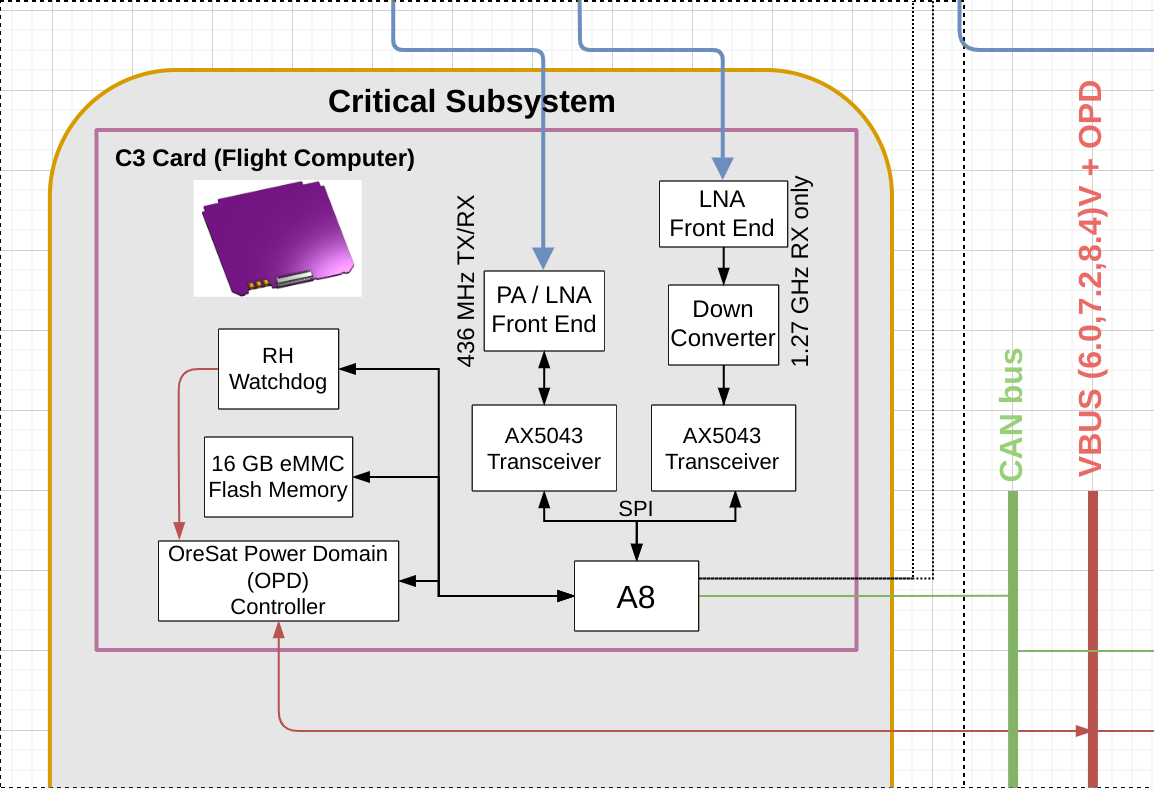 Critical Subsystem
C3 Card (Flight Computer)
436 MHz TX/RX
PA / LNA
Front End
LNA
Front End
1.27 GHz RX only
Down
Converter
RH
Watchdog
AX5043
Transceiver
AX5043
Transceiver
16 GB eMMC
Flash Memory
SPI
OreSat Power Domain
(OPD)
Controller
A8
CAN bus
VBUS (6.0,7.2,8.4)V + OPD